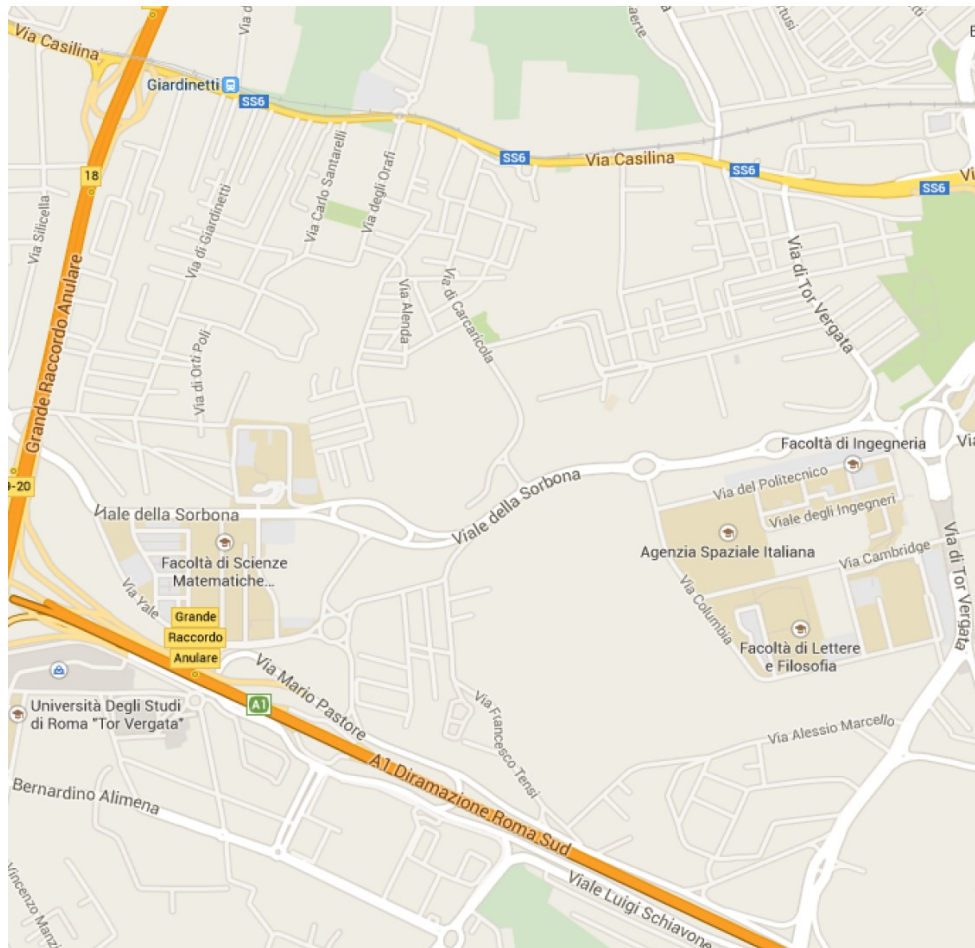 Via Casilina
Giardinetti
SS6
SS6
Via Casilina
SS6
SS6
18
Via Silicella
Grande Raccordo Anulare
Via di Giardinetti
Via Carlo Santarelli
Via degli Orafi
Via Alenda
Via di Carcaricola
Via di Tor Vergata
Via di Orti Poli
Viale della Sorbona
Viale della Sorbona
Facoltà di Ingegneria
Via del Politecnico
Viale degli Ingegneri
Agenzia Spaziale Italiana
Via Cambridge
Via di Tor Vergata
Via Columbia
Facoltà di Lettere
e Filosofia
Facoltà di Scienze
Matematiche...
Via Yale
Grande
Raccordo
Anulare
A1
Via Mario Pastore
Università Degli Studi
di Roma "Tor Vergata"
Via Francesco Tensi
Via Alessio Marcello
A1 Diramazione Roma Sud
Bernardino Alimena
Viale Luigi Schiavone